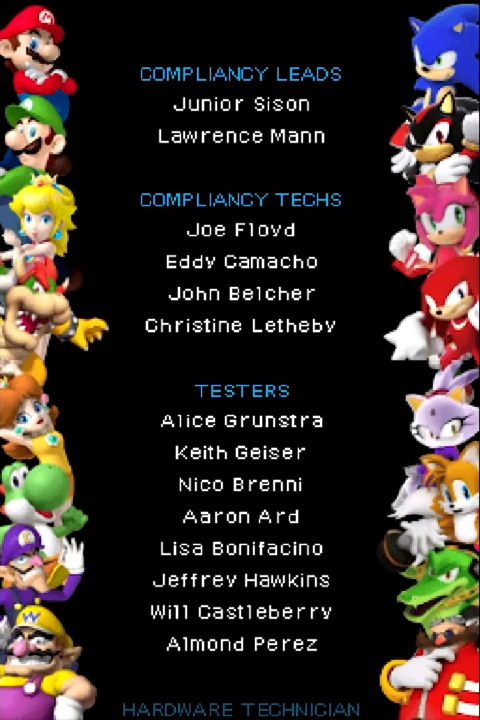 COMPLIANCY LEADS
Junior Sison
Lawrence Mann
COMPLIANCY TECHS
Joe Floyd
Eddy Camacho
John Belcher
Christine Letheby
TESTERS
Alice Grunstra
Keith Geiser
Nico Brenni
Aaron Ard
Lisa Bonifacino
Jeffrey Hawkins
Will Castleberry
Almond Perez
HARDWARE TECHNICIAN